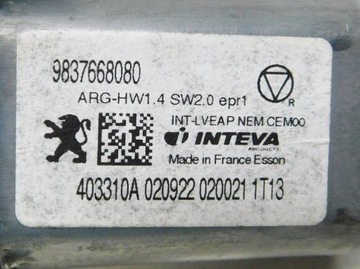 9837668080
R
ARG-HW1.4 SW2.0 epr1
INT-LVEAP NEM CEM00
INTEVA
Made in France Esson
403310A 020922 020021 1T13